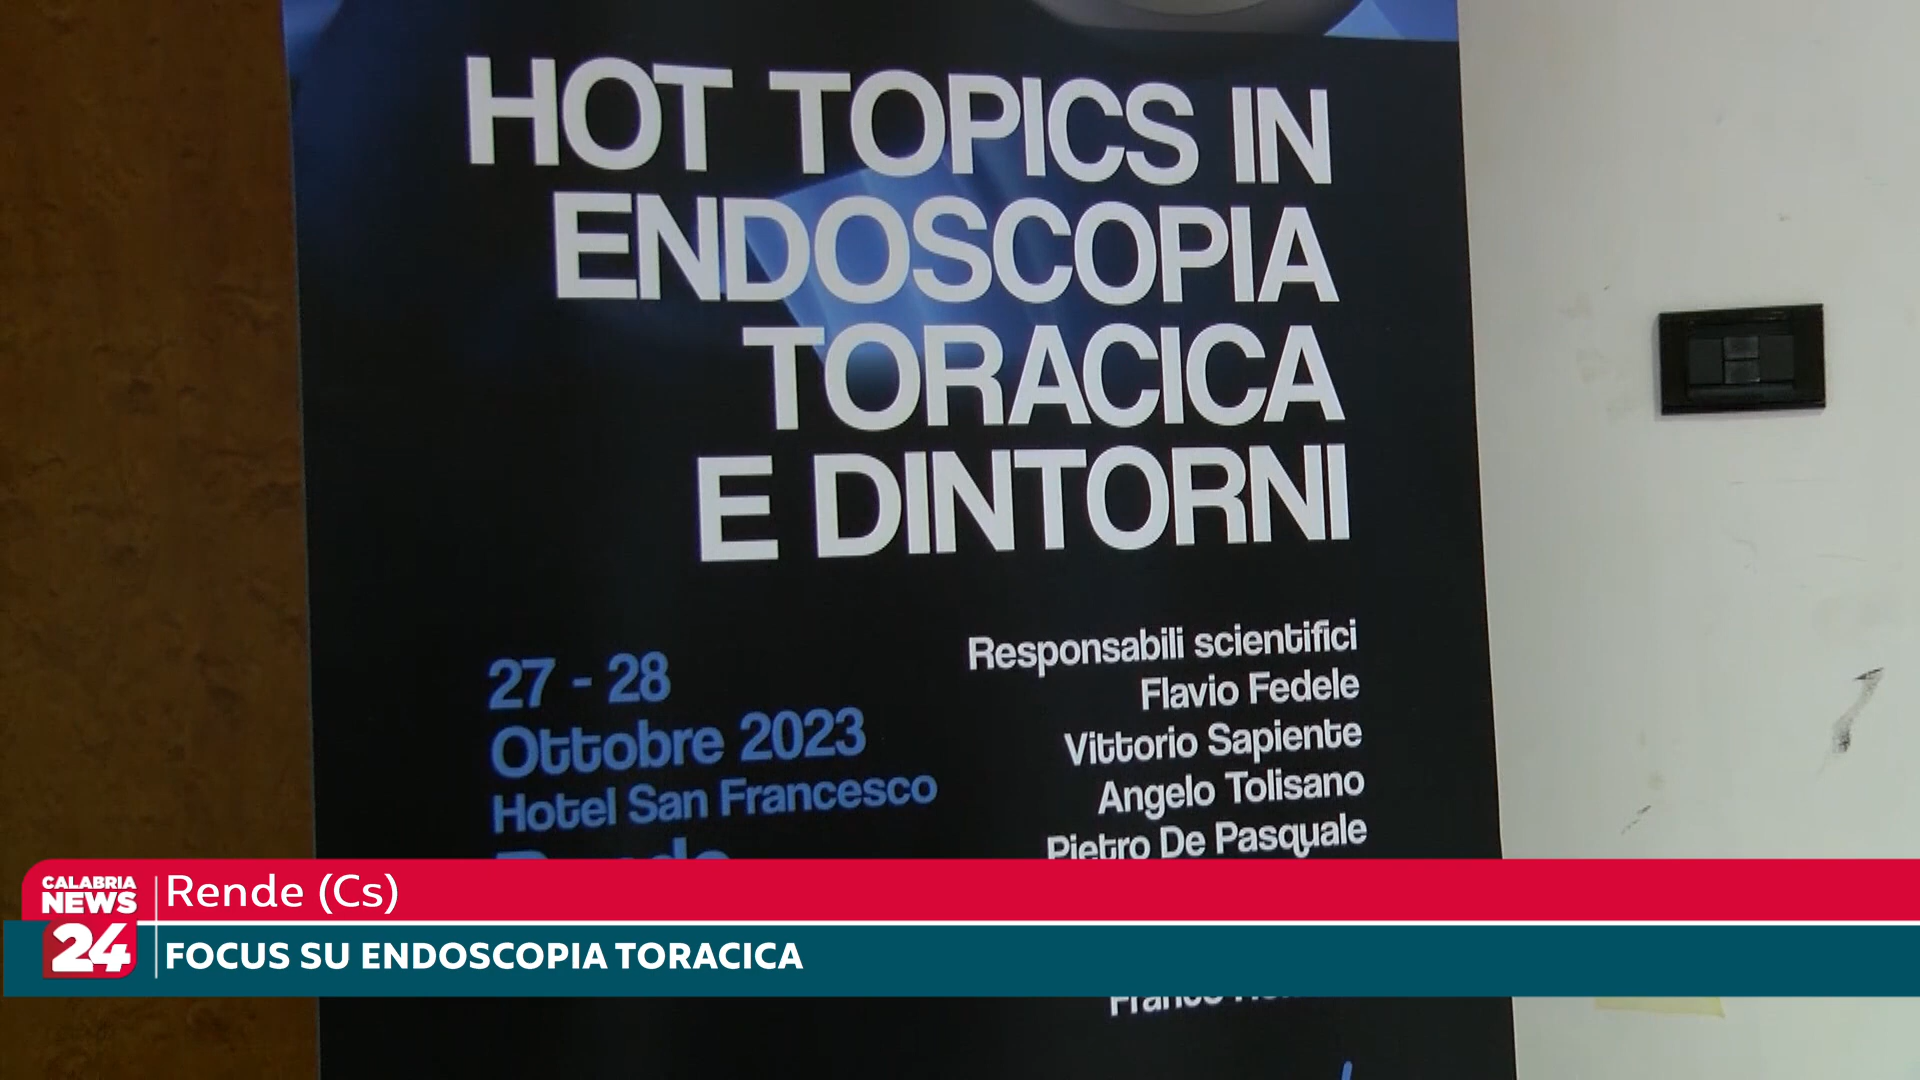 HOT TOPICS IN
ENDOSCOPIA
TORACICA
E DINTORNI
27 - 28
Ottobre 2023
Hotel San Francesco
Responsabili scientifici
Flavio Fedele
Vittorio Sapiente
Angelo Tolisano
Pietro De Pasquale
CALABRIA
NEWS
24
Rende (Cs)
FOCUS SU ENDOSCOPIA TORACICA